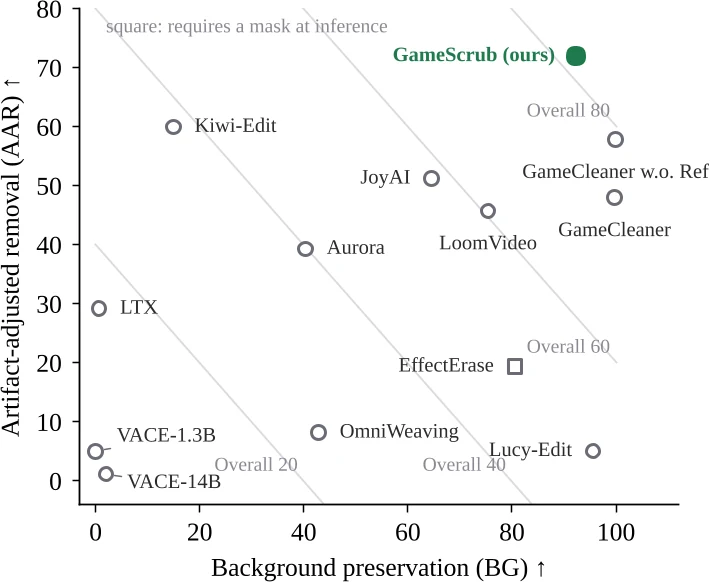 80
square: requires a mask at inference
GameScrub (ours)
70
Overall 80
60
Kiwi-Edit
GameCleaner w.o. Ref
JoyAI
50
GameCleaner
LoomVideo
Aurora
40
LTX
30
Overall 60
EffectErase
20
OmniWeaving
10
VACE-1.3B
Lucy-Edit
Overall 20
Overall 40
VACE-14B
0
Artifact-adjusted removal (AAR) ↑
0 20 40 60 80 100
Background preservation (BG) ↑